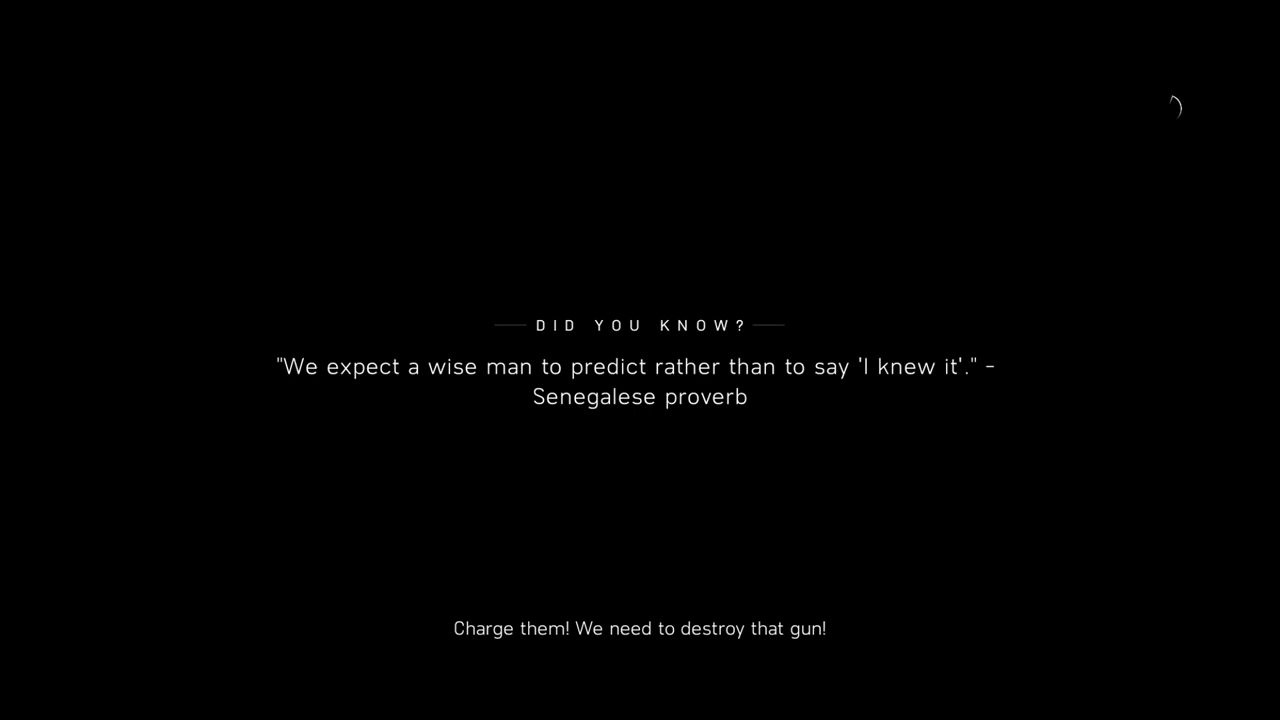 DID YOU KNOW?
"We expect a wise man to predict rather than to say 'I knew it'." -
Senegalese proverb
Charge them! We need to destroy that gun!